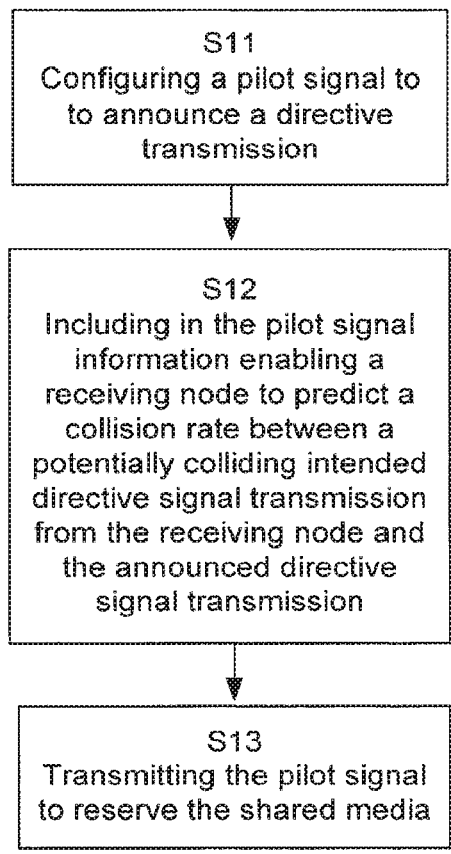 S11
Configuring a pilot signal to
to announce a directive
transmission
S12
Including in the pilot signal
information enabling a
receiving node to predict a
collision rate between a
potentially colliding intended
directive signal transmission
from the receiving node and
the announced directive
signal transmission
S13
Transmitting the pilot signal
to reserve the shared media